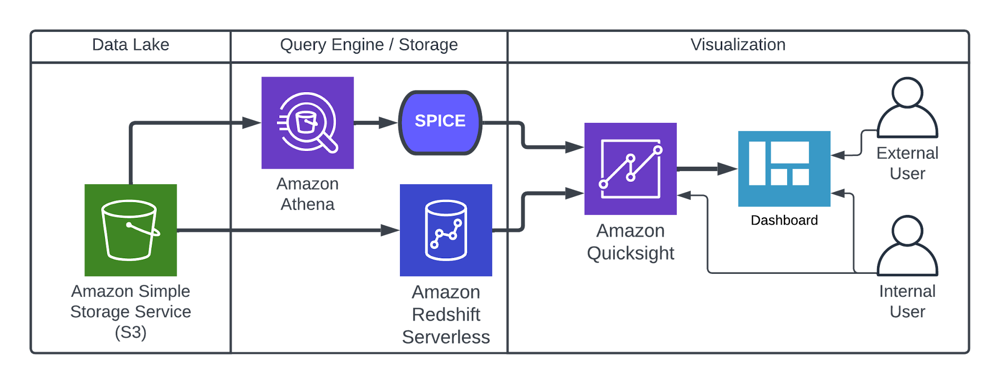 Data Lake
Query Engine / Storage
Visualization
Amazon Simple
Storage Service
(S3)
Amazon
Athena
SPICE
Amazon
Redshift
Serverless
Amazon
Quicksight
Dashboard
External
User
Internal
User